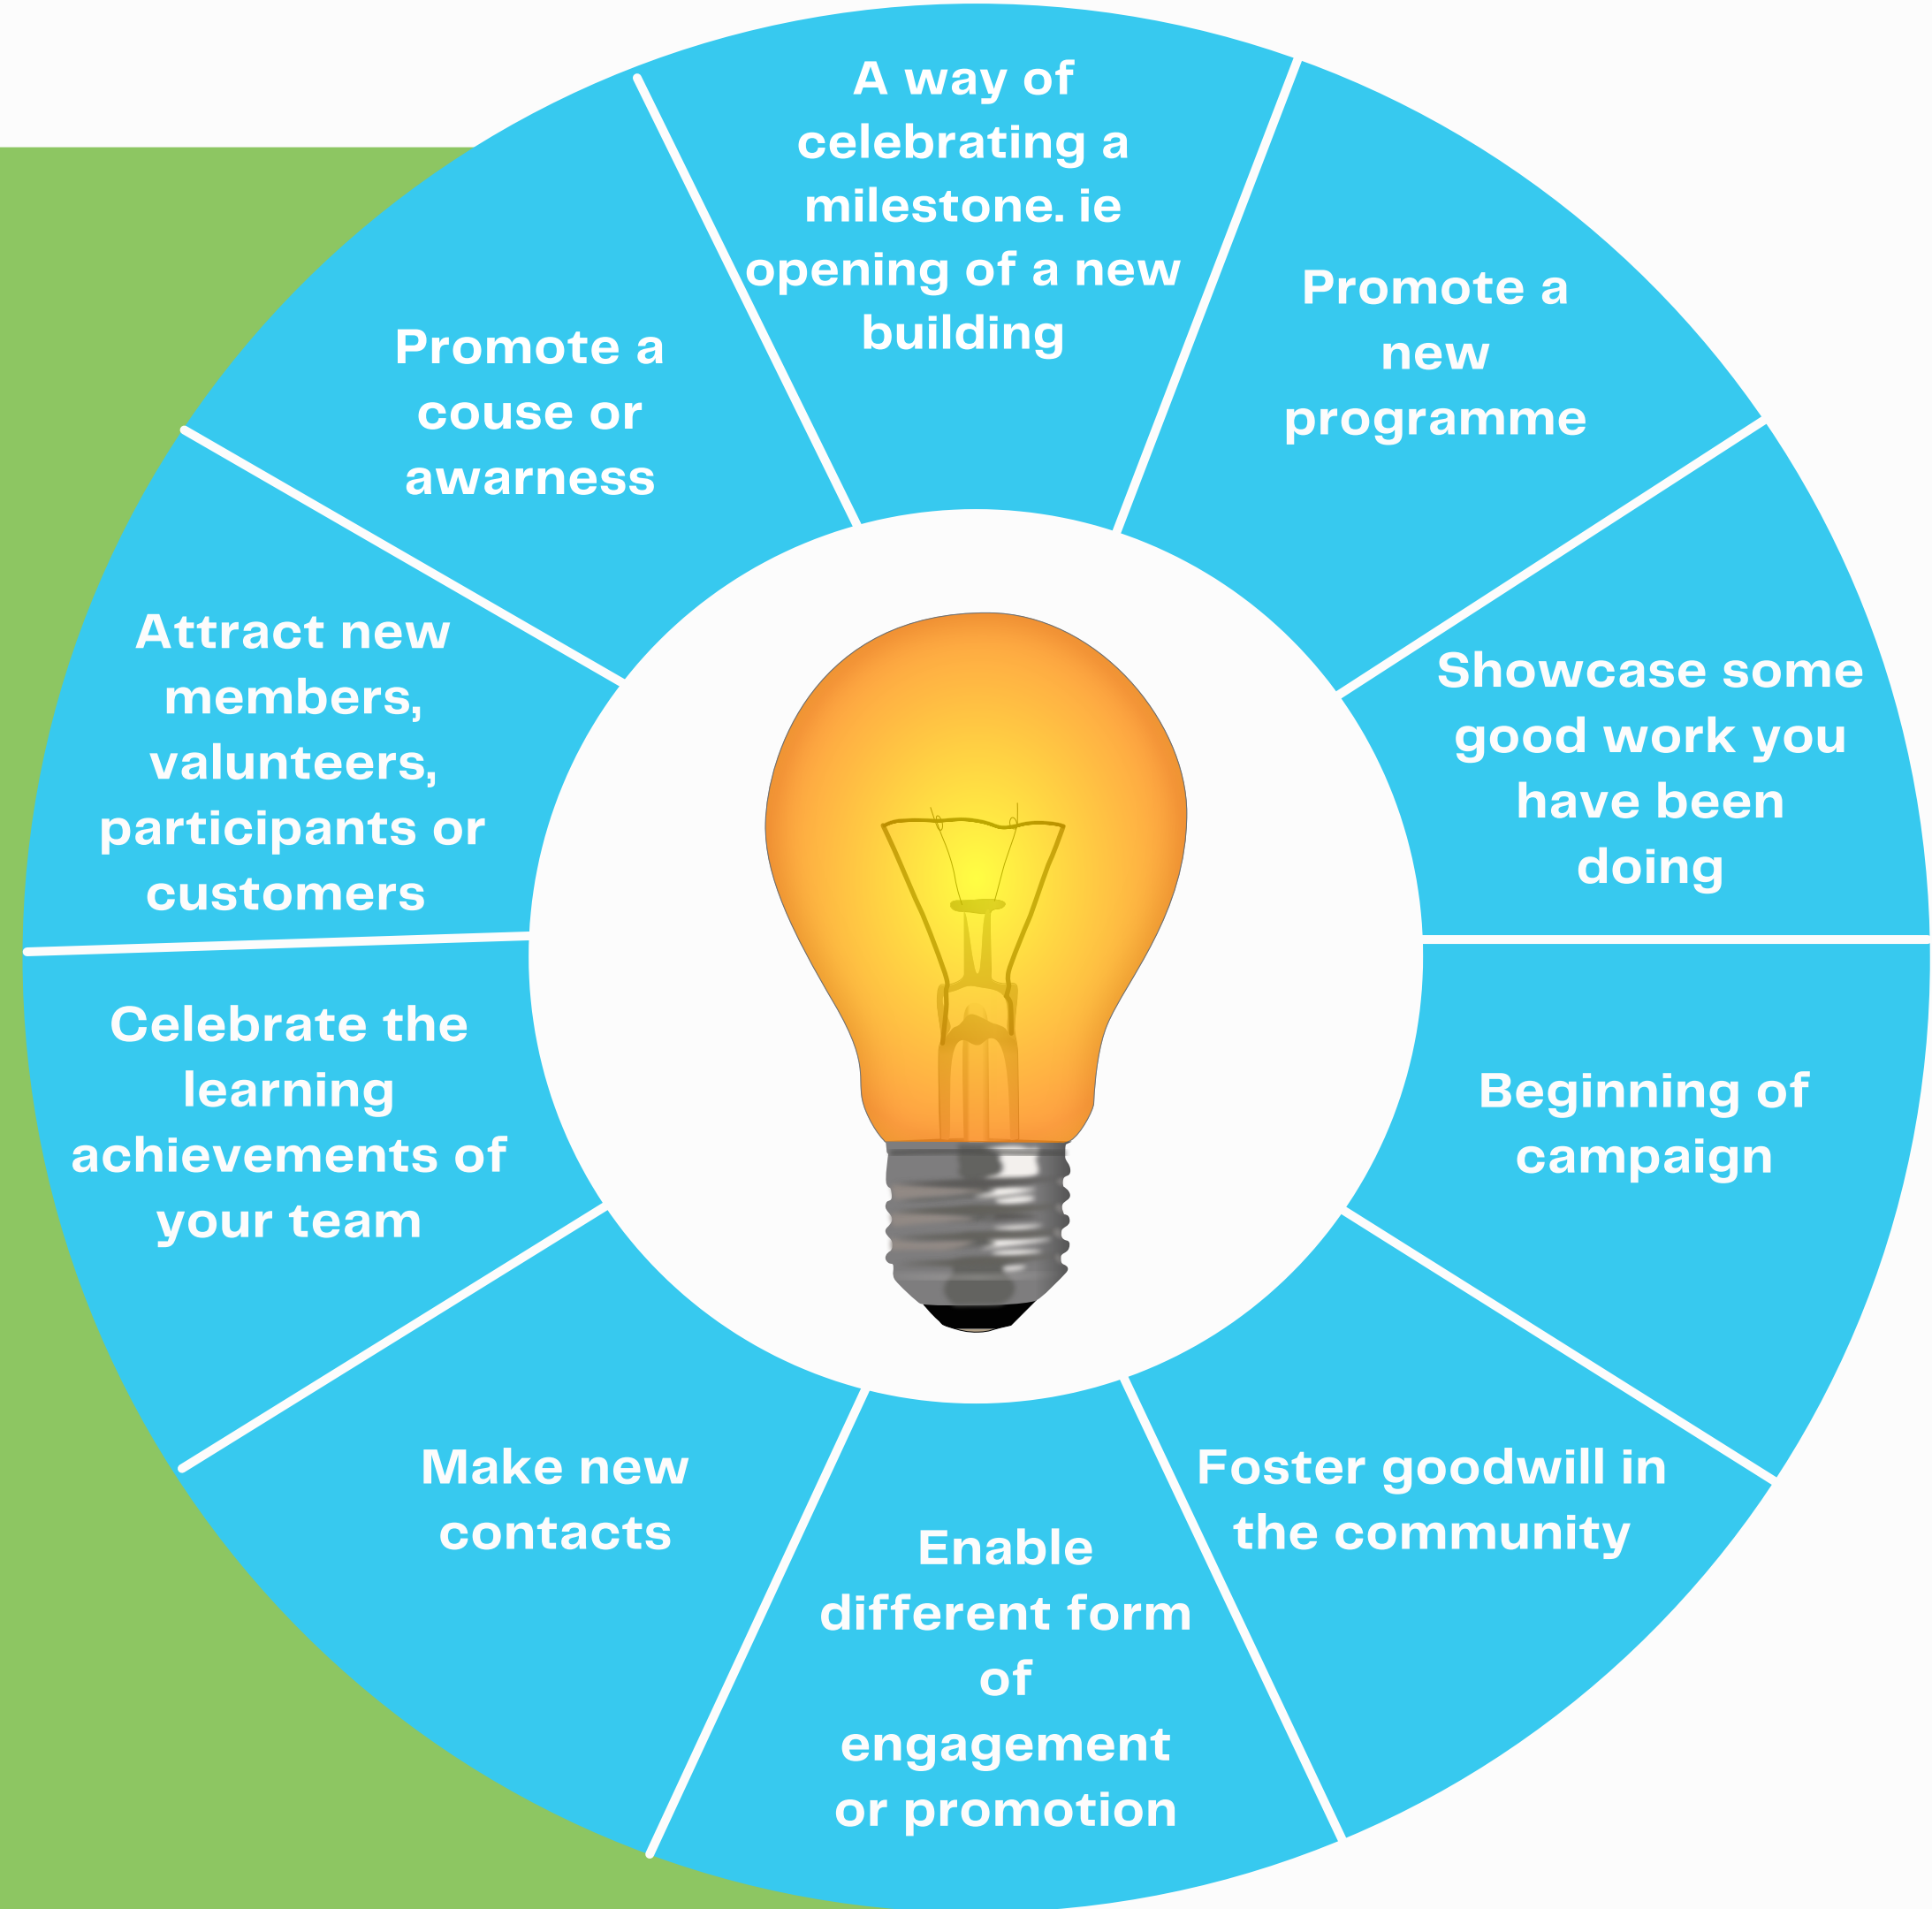 A way of
celebrating a
milestone. ie
opening of a new
building
Promote a
new
programme
Showcase some
good work you
have been
doing
Beginning of
campaign
Foster goodwill in
the community
Enable
different form
of
engagement
or promotion
Make new
contacts
Celebrate the
learning
achievements of
your team
Attract new
members,
valunteers,
participants or
customers
Promote a
couse or
awarness